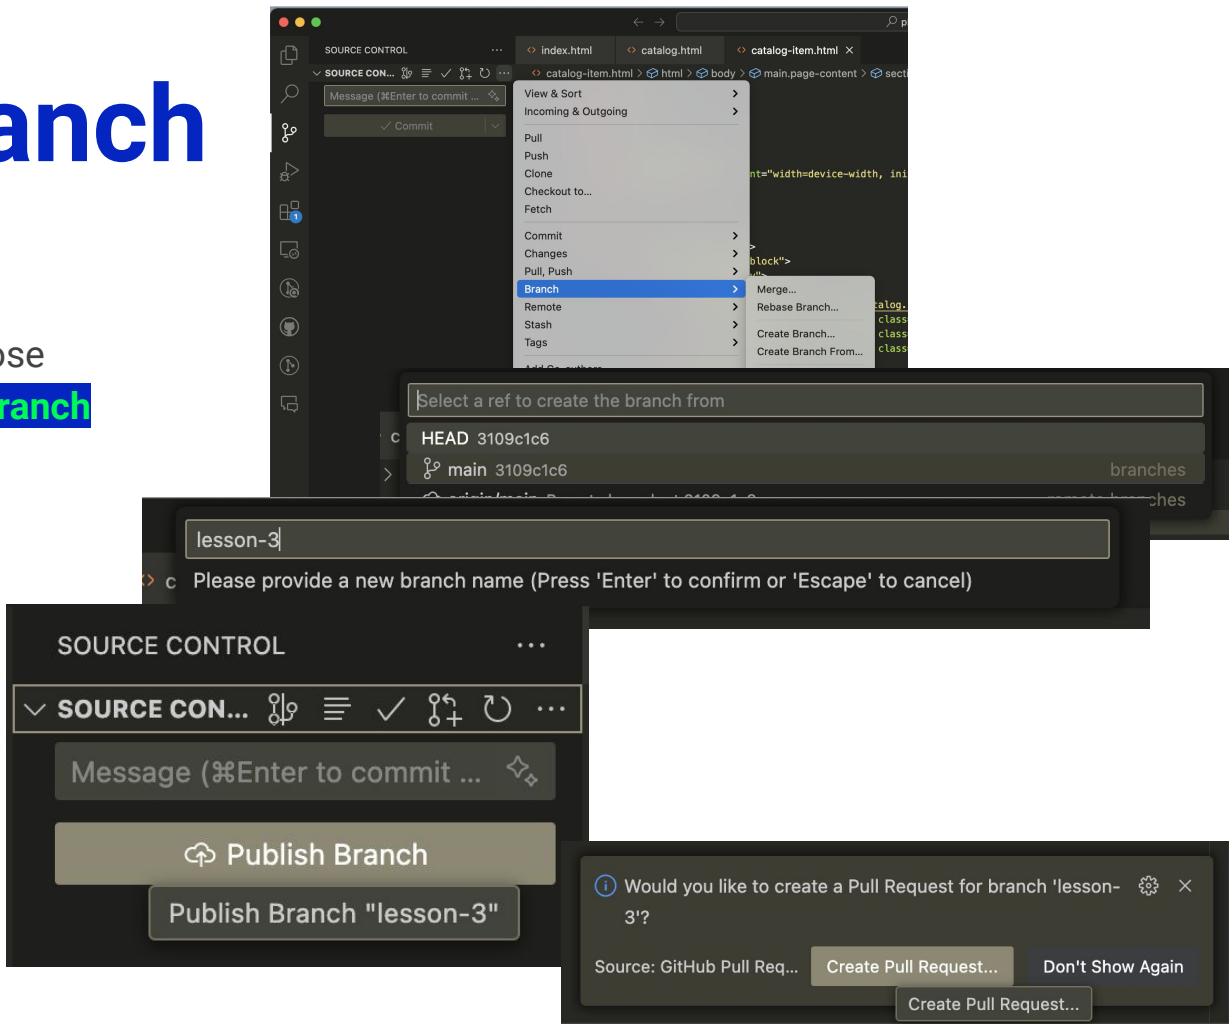 anch
ose
ranch
SOURCE CONTROL
index.html
catalog.html
catalog-item.html
SOURCE CON...
catalog-item.html > html > body > main.page-content > secti
Message (⌘Enter to commit ...
Commit
View & Sort
Incoming & Outgoing
Pull
Push
Clone
Checkout to...
Fetch
Commit
Changes
Pull, Push
Branch
Remote
Stash
Tags
nt="width=device-width, ini
>
block">
Merge...
Rebase Branch...
Create Branch...
Create Branch From...
talog.
class
class
class
1
Select a ref to create the branch from
HEAD 3109c1c6
main 3109c1c6 branches
lesson-3
Please provide a new branch name (Press 'Enter' to confirm or 'Escape' to cancel)
SOURCE CONTROL
SOURCE CON...
Message (⌘Enter to commit ...
Publish Branch
Publish Branch "lesson-3"
Would you like to create a Pull Request for branch 'lesson-
3'?
Source: GitHub Pull Req...
Create Pull Request...
Don't Show Again
Create Pull Request...